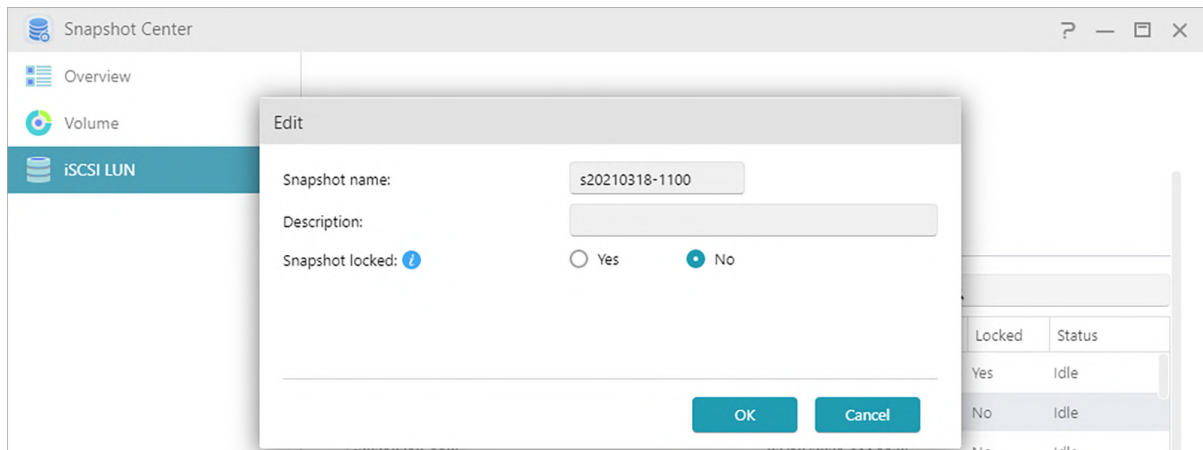 Snapshot Center
Overview
Volume
iSCSI LUN
Edit
Snapshot name: s20210318-1100
Description:
Snapshot locked: i Yes No
OK Cancel
Locked Status
Yes Idle
No Idle